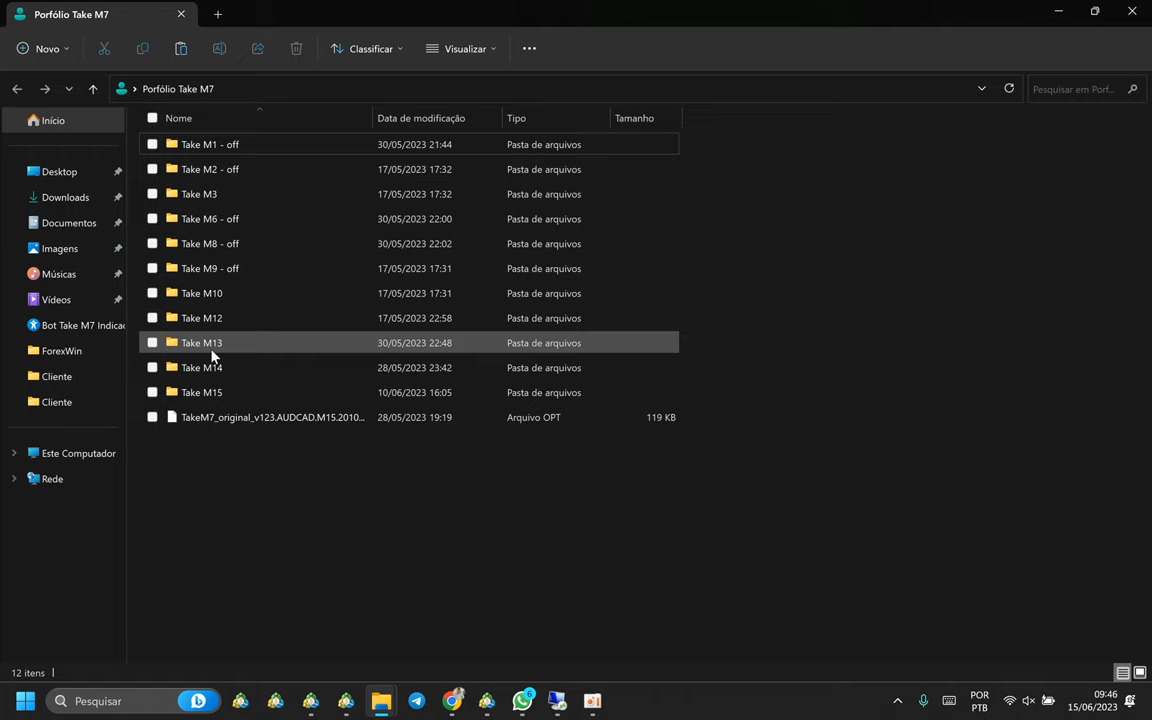 Porfólio Take M7
Novo
Classificar
Visualizar
Porfólio Take M7
Pesquisar em Porf...
Início
Desktop
Downloads
Documentos
Imagens
Músicas
Vídeos
Bot Take M7 Indica
ForexWin
Cliente
Cliente
Este Computador
Rede
Nome Data de modificação Tipo Tamanho
Take M1 - off 30/05/2023 21:44 Pasta de arquivos
Take M2 - off 17/05/2023 17:32 Pasta de arquivos
Take M3 17/05/2023 17:32 Pasta de arquivos
Take M6 - off 30/05/2023 22:00 Pasta de arquivos
Take M8 - off 30/05/2023 22:02 Pasta de arquivos
Take M9 - off 17/05/2023 17:31 Pasta de arquivos
Take M10 17/05/2023 17:31 Pasta de arquivos
Take M12 17/05/2023 22:58 Pasta de arquivos
Take M13 30/05/2023 22:48 Pasta de arquivos
Take M14 28/05/2023 23:42 Pasta de arquivos
Take M15 10/06/2023 16:05 Pasta de arquivos
TakeM7_original_v123.AUDCAD.M15.2010... 28/05/2023 19:19 Arquivo OPT 119 KB
12 itens
Pesquisar
6
POR
PTB
09:46
15/06/2023